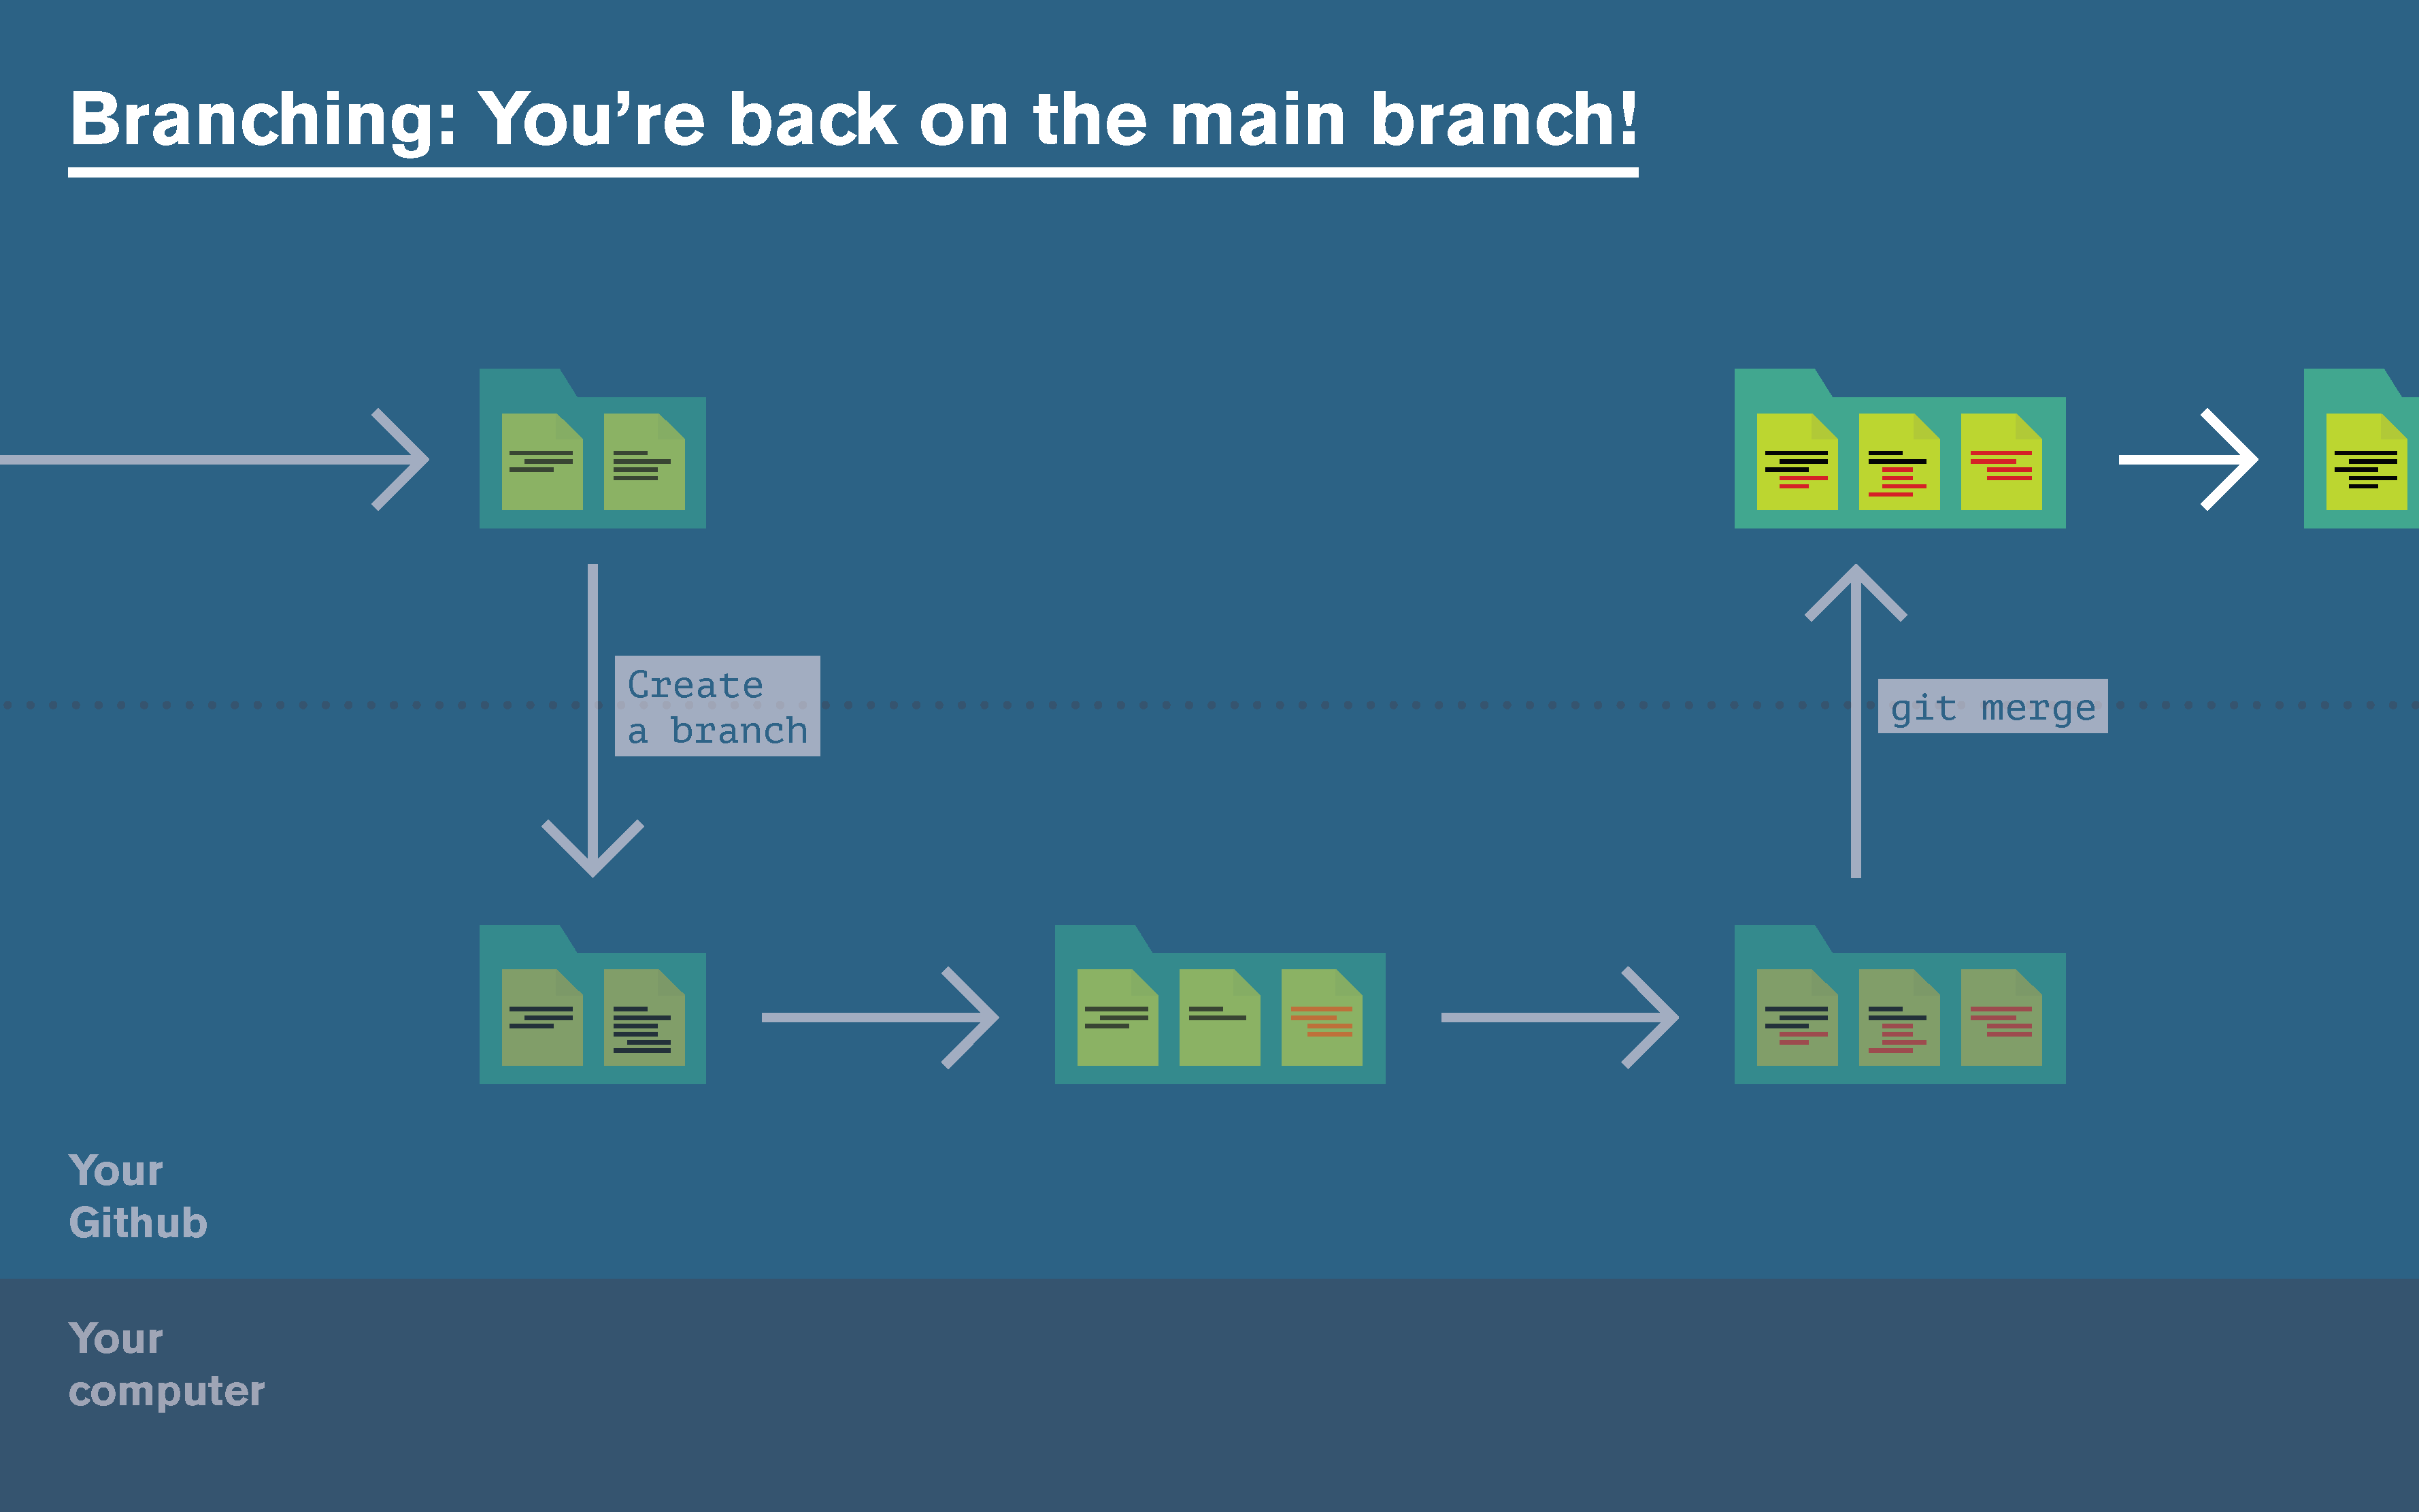 Branching: You’re back on the main branch!
Create
a branch
git merge
Your
Github
Your
computer